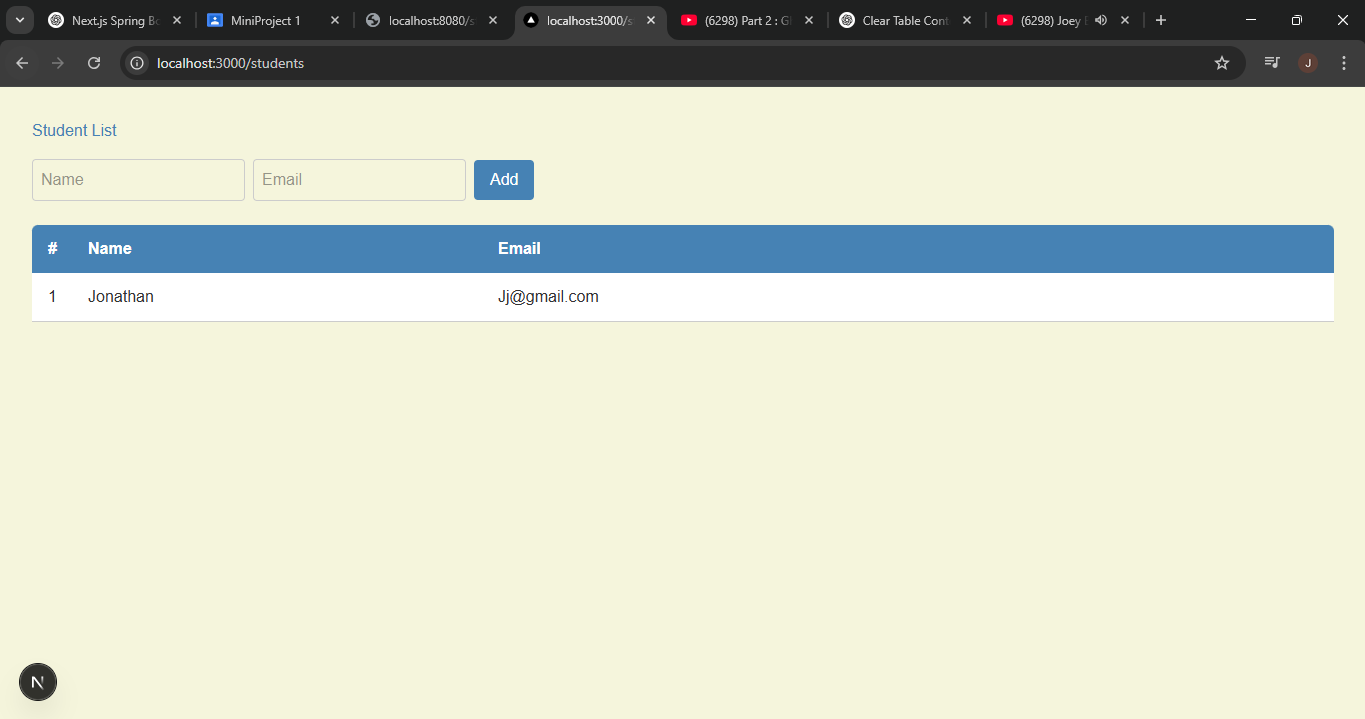 Next.js Spring Bo
MiniProject 1
localhost:8080/s
localhost:3000/s
(6298) Part 2 : Gl
Clear Table Cont
(6298) Joey
localhost:3000/students
J
Student List
Name
Email
Add
# Name Email
1 Jonathan Jj@gmail.com
N